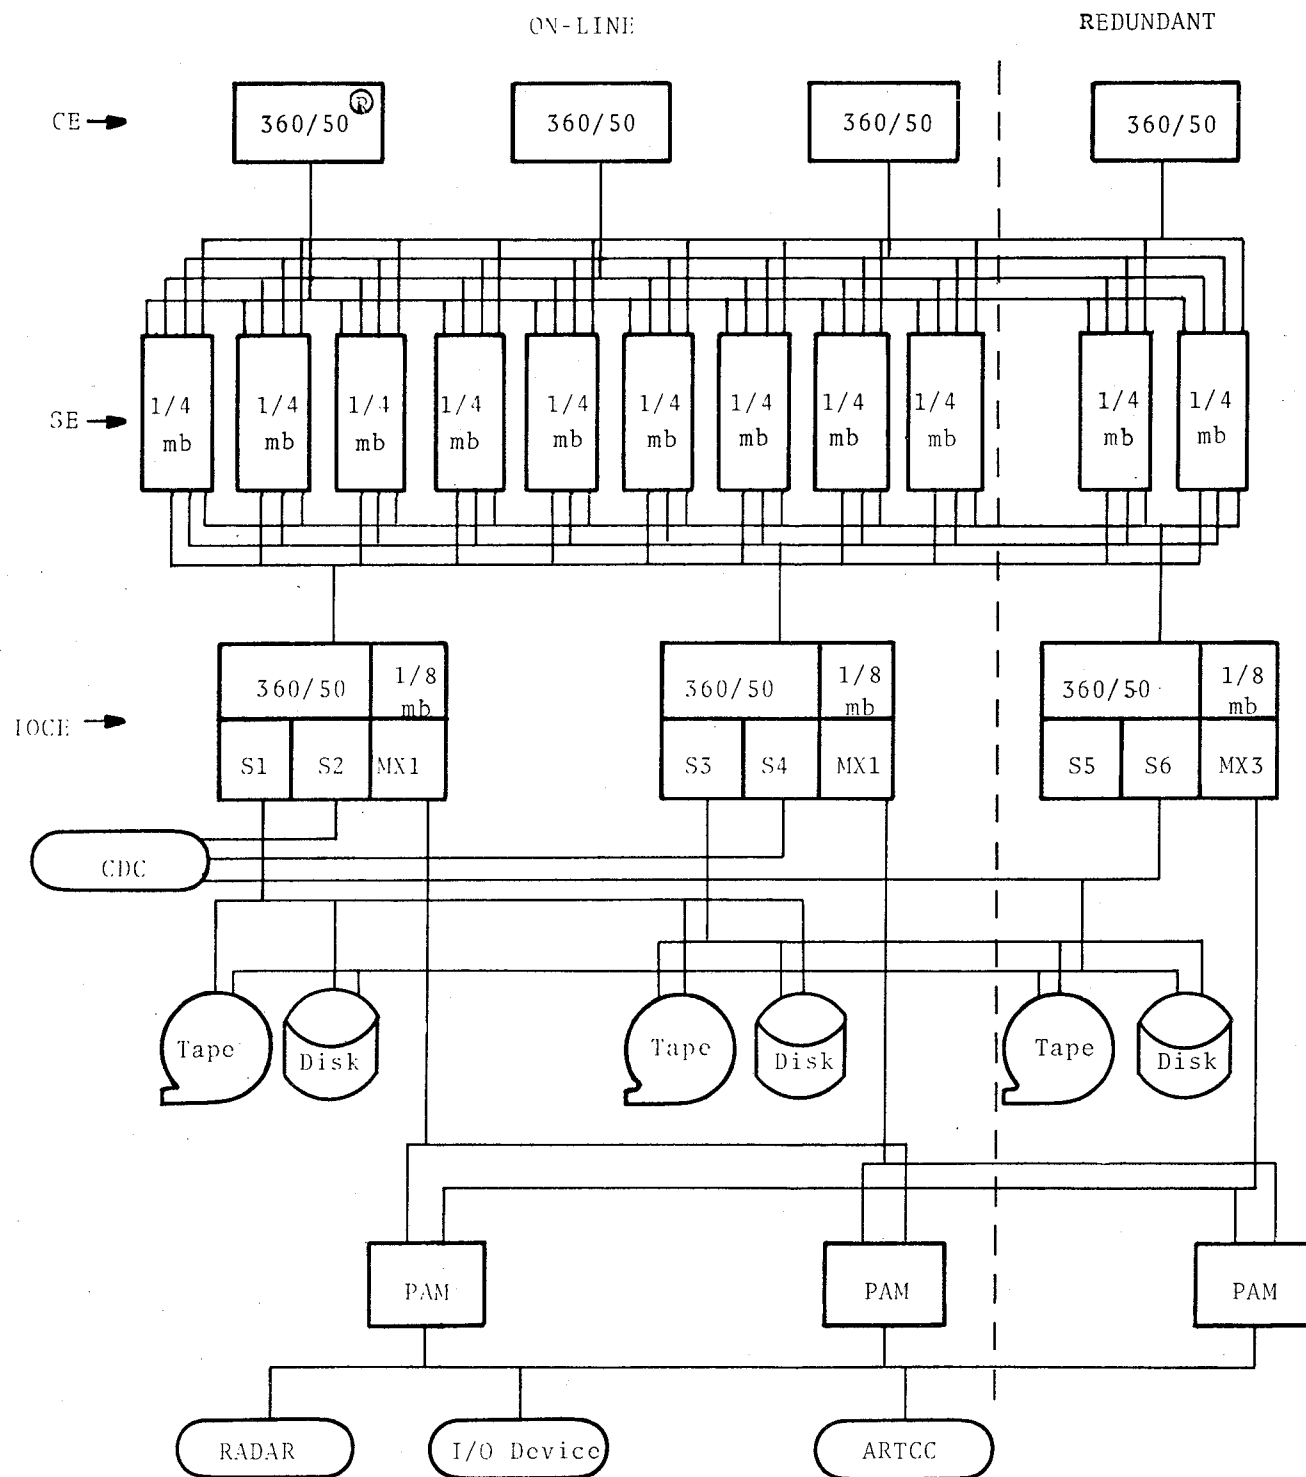 ON-LINE
REDUNDANT
CE
360/50 ®
360/50
360/50
360/50
SE
1/4 mb
1/4 mb
1/4 mb
1/4 mb
1/4 mb
1/4 mb
1/4 mb
1/4 mb
1/4 mb
1/4 mb
1/4 mb
IOCE
360/50
1/8 mb
360/50
1/8 mb
360/50
1/8 mb
S1
S2
MX1
S3
S4
MX1
S5
S6
MX3
CDC
Tape
Disk
Tape
Disk
Tape
Disk
PAM
PAM
PAM
RADAR
I/O Device
ARTCC